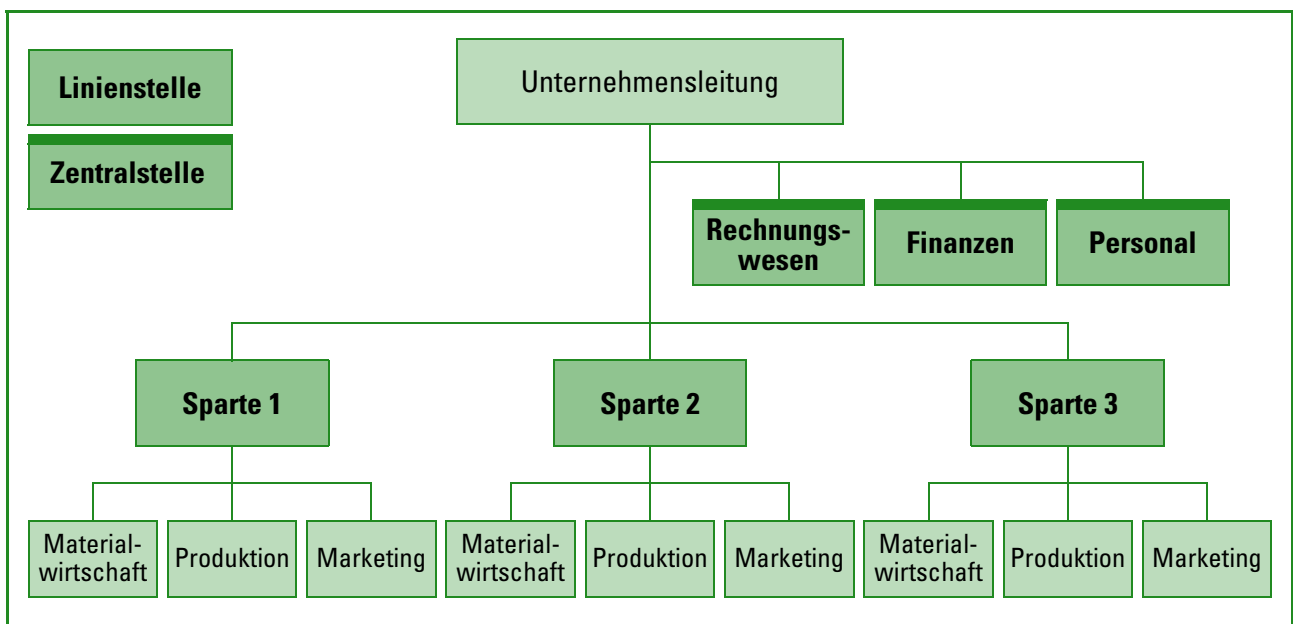 Linienstelle
Zentralstelle
Unternehmensleitung
Rechnungs-
wesen
Finanzen
Personal
Sparte 1
Sparte 2
Sparte 3
Material-
wirtschaft
Produktion
Marketing
Material-
wirtschaft
Produktion
Marketing
Material-
wirtschaft
Produktion
Marketing